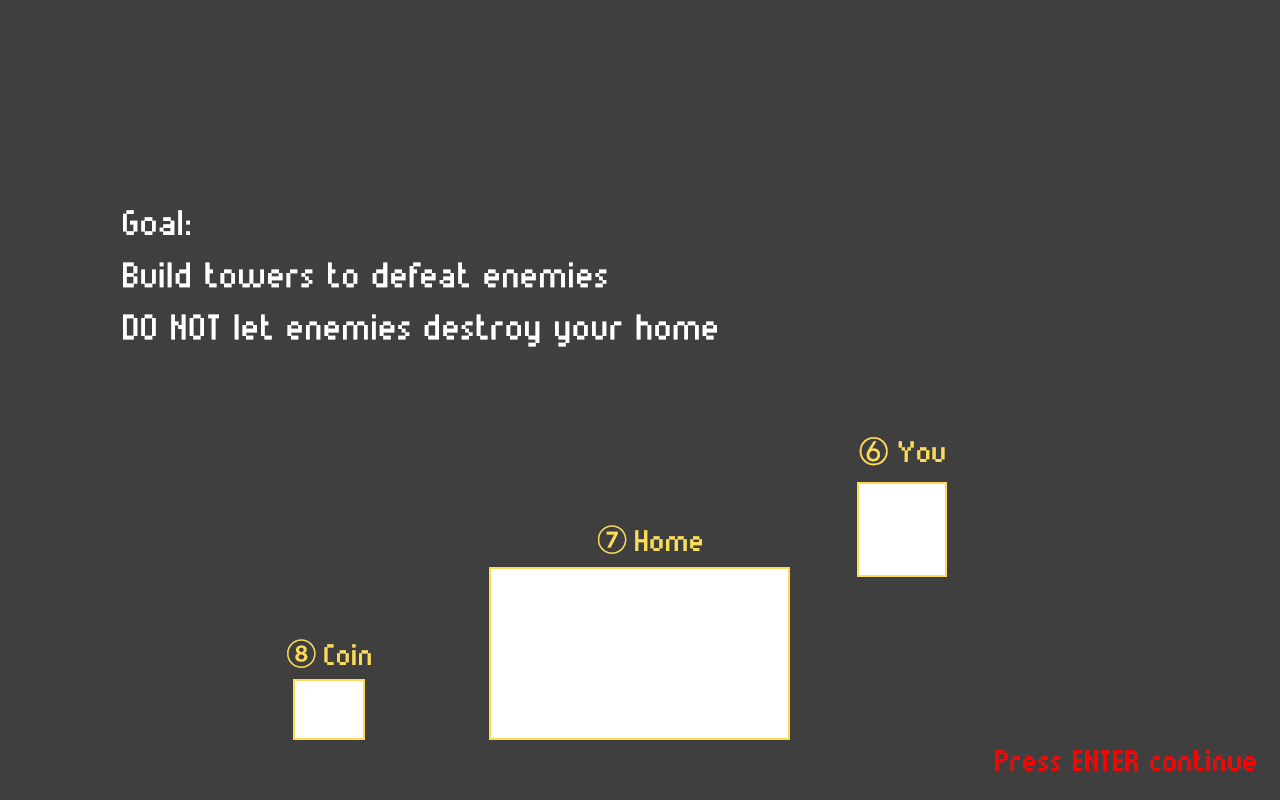 Goal:
Build towers to defeat enemies
DO NOT let enemies destroy your home
⑥ You
⑦ Home
⑧ Coin
Press ENTER continue